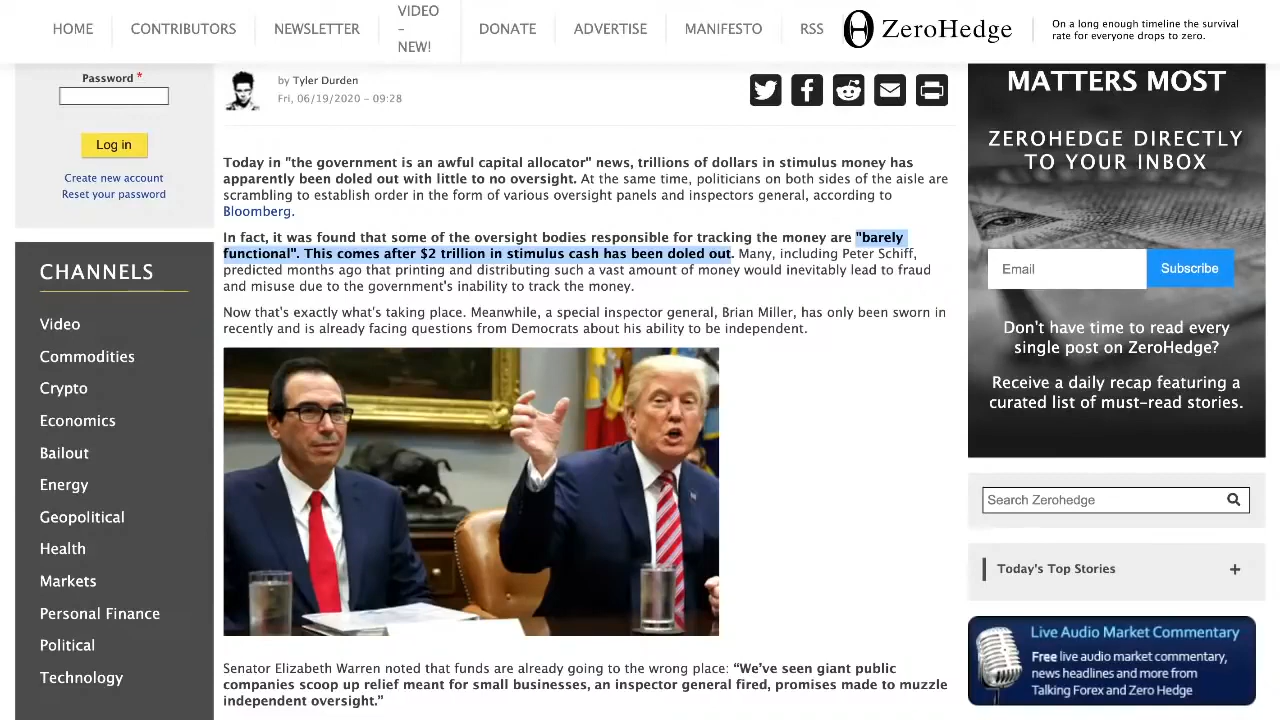 HOME
CONTRIBUTORS
NEWSLETTER
VIDEO
–
NEW!
DONATE
ADVERTISE
MANIFESTO
RSS
ZeroHedge
On a long enough timeline the survival
rate for everyone drops to zero.
Password *
Log in
Create new account
Reset your password
CHANNELS
Video
Commodities
Crypto
Economics
Bailout
Energy
Geopolitical
Health
Markets
Personal Finance
Political
Technology
by Tyler Durden
Fri, 06/19/2020 – 09:28
Today in "the government is an awful capital allocator" news, trillions of dollars in stimulus money has
apparently been doled out with little to no oversight. At the same time, politicians on both sides of the aisle are
scrambling to establish order in the form of various oversight panels and inspectors general, according to
Bloomberg.
In fact, it was found that some of the oversight bodies responsible for tracking the money are "barely
functional". This comes after $2 trillion in stimulus cash has been doled out. Many, including Peter Schiff,
predicted months ago that printing and distributing such a vast amount of money would inevitably lead to fraud
and misuse due to the government's inability to track the money.
Now that's exactly what's taking place. Meanwhile, a special inspector general, Brian Miller, has only been sworn in
recently and is already facing questions from Democrats about his ability to be independent.
Senator Elizabeth Warren noted that funds are already going to the wrong place: “We’ve seen giant public
companies scoop up relief meant for small businesses, an inspector general fired, promises made to muzzle
independent oversight.”
MATTERS MOST
ZEROHEDGE DIRECTLY
TO YOUR INBOX
Email
Subscribe
Don't have time to read every
single post on ZeroHedge?
Receive a daily recap featuring a
curated list of must-read stories.
Search Zerohedge
Today's Top Stories
+
Live Audio Market Commentary
Free live audio market commentary,
news headlines and more from
Talking Forex and Zero Hedge